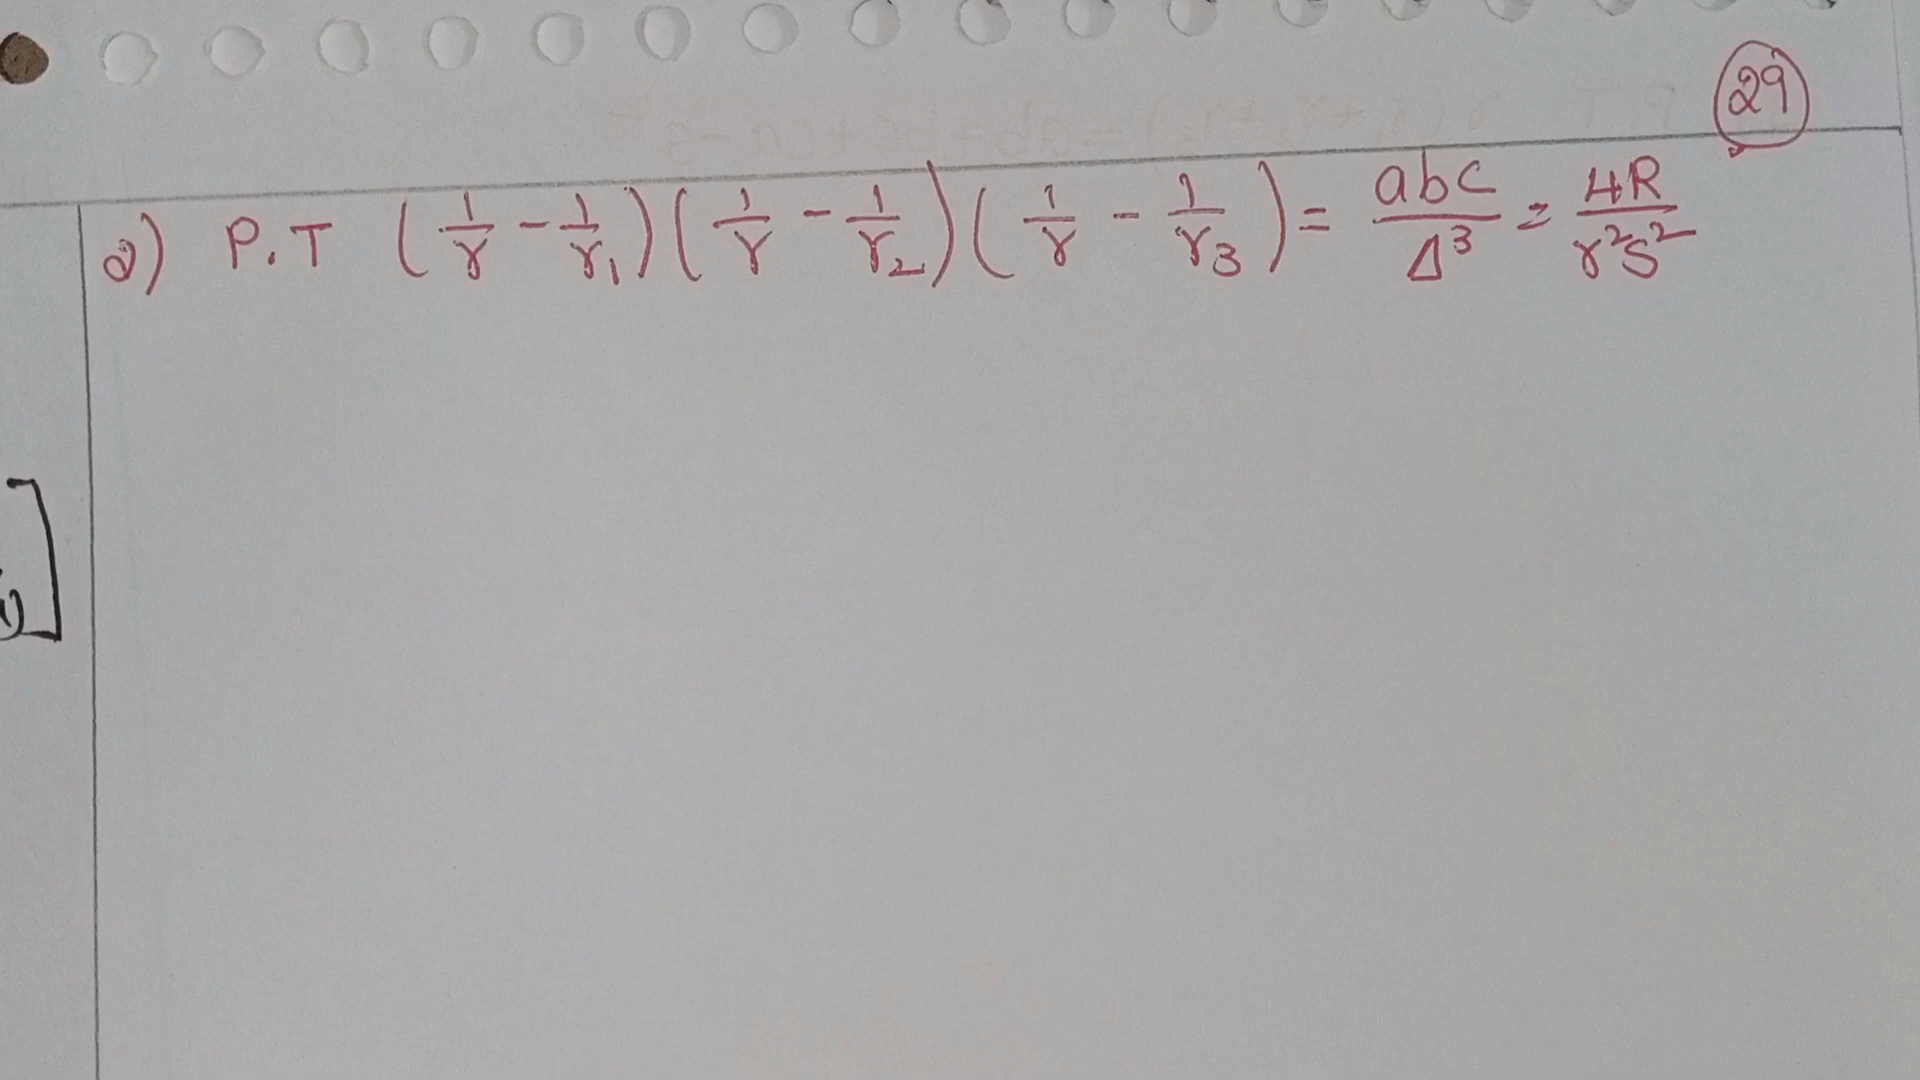 29
2) P.T (1/r - 1/r₁)(1/r - 1/r₂)(1/r - 1/r₃) = abc/Δ³ = 4R/r²s²